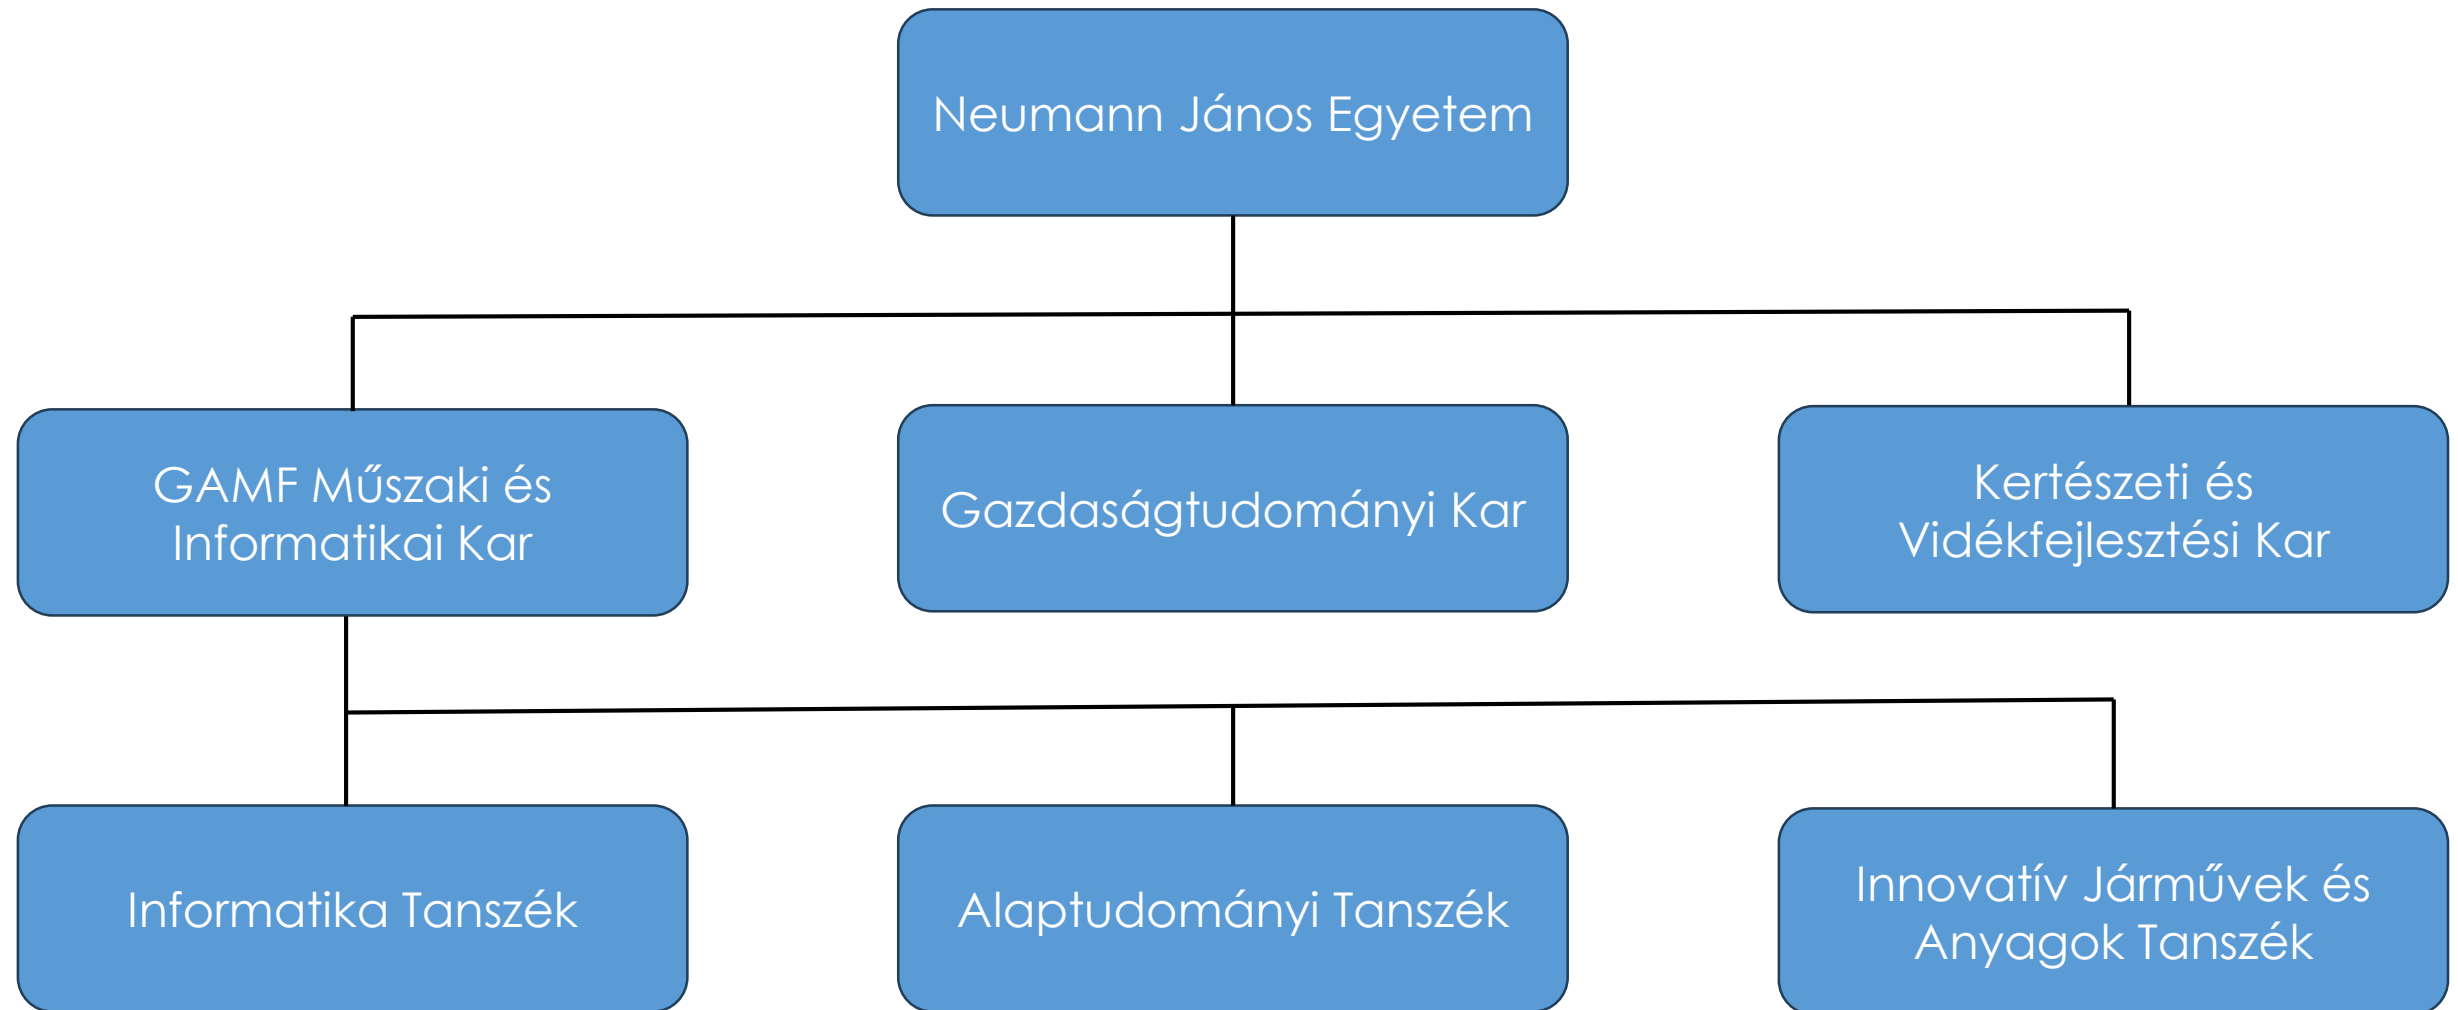 Neumann János Egyetem
GAMF Műszaki és
Informatikai Kar
Gazdaságtudományi Kar
Kertészeti és
Vidékfejlesztési Kar
Informatika Tanszék
Alaptudományi Tanszék
Innovatív Járművek és
Anyagok Tanszék